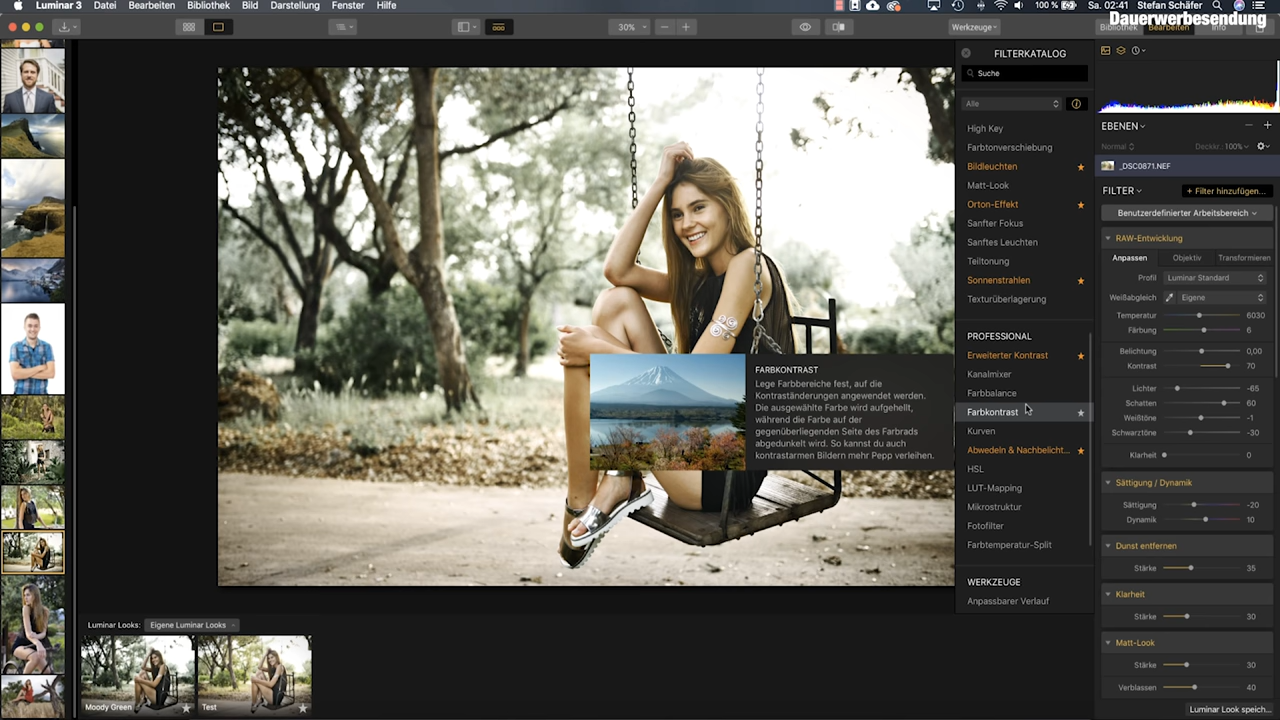 Luminar 3 Datei Bearbeiten Bibliothek Bild Darstellung Fenster Hilfe
100 % Sa. 02:41 Stefan Schäfer
Dauerwerbesendung
30%
Werkzeuge
Bibliothek Bearbeiten Info
FILTERKATALOG
Suche
Alle
High Key
Farbtonverschiebung
Bildleuchten
Matt-Look
Orton-Effekt
Sanfter Fokus
Sanftes Leuchten
Teiltonung
Sonnenstrahlen
Texturüberlagerung
PROFESSIONAL
Erweiterter Kontrast
Kanalmixer
Farbbalance
Farbkontrast
Kurven
Abwedeln & Nachbelicht...
HSL
LUT-Mapping
Mikrostruktur
Fotofilter
Farbtemperatur-Split
WERKZEUGE
Anpassbarer Verlauf
FARBKONTRAST
Lege Farbbereiche fest, auf die
Kontraständerungen angewendet werden.
Die ausgewählte Farbe wird aufgehellt,
während die Farbe auf der
gegenüberliegenden Seite des Farbrads
abgedunkelt wird. So kannst du auch
kontrastarmen Bildern mehr Pepp verleihen.
EBENEN
Normal Deckkr.: 100%
_DSC0871.NEF
FILTER + Filter hinzufügen...
Benutzerdefinierter Arbeitsbereich
RAW-Entwicklung
Anpassen Objektiv Transformieren
Profil Luminar Standard
Weißabgleich Eigene
Temperatur 6030
Färbung 6
Belichtung 0,00
Kontrast 70
Lichter -65
Schatten 60
Weißtöne -1
Schwarztöne -30
Klarheit 0
Sättigung / Dynamik
Sättigung -20
Dynamik 10
Dunst entfernen
Stärke 35
Klarheit
Stärke 30
Matt-Look
Stärke 30
Verblassen 40
Luminar Look speich...
Luminar Looks: Eigene Luminar Looks
Moody Green
Test